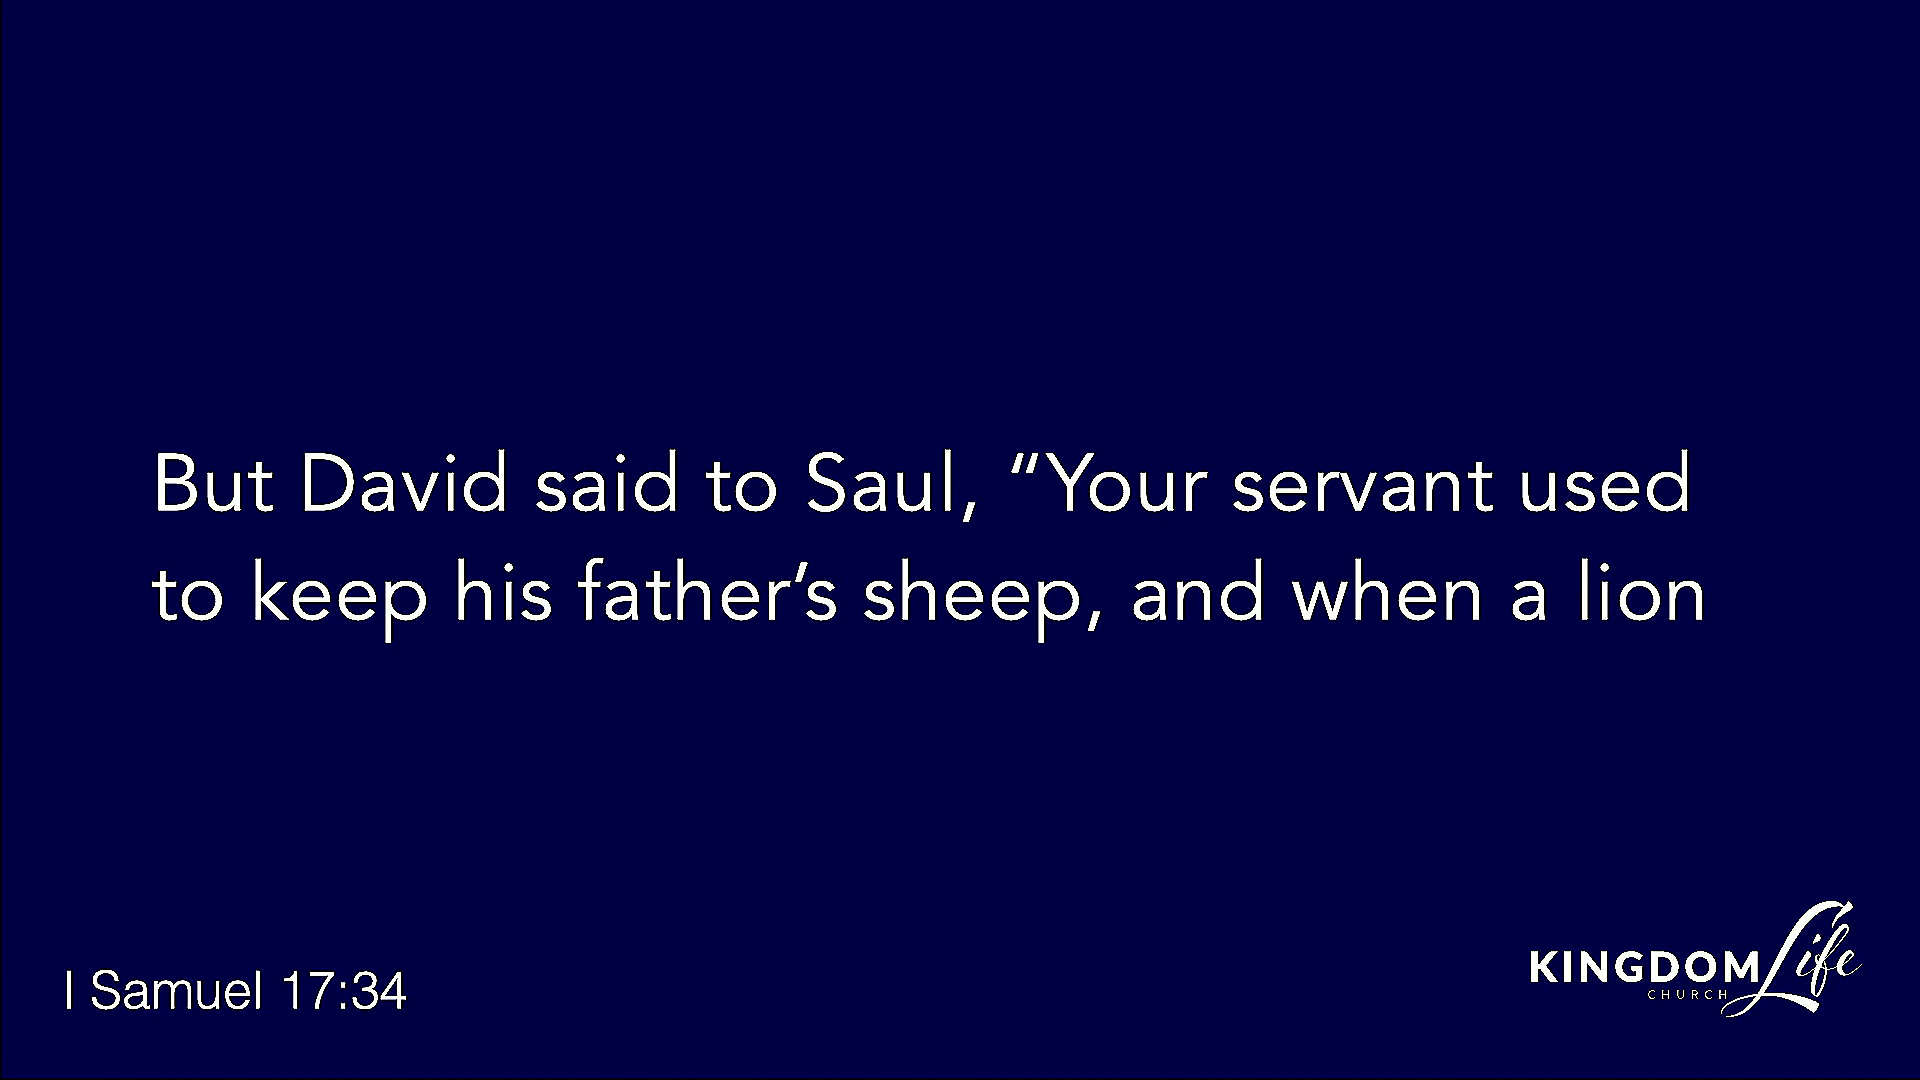 But David said to Saul, “Your servant used
to keep his father’s sheep, and when a lion
I Samuel 17:34
KINGDOM Life
CHURCH